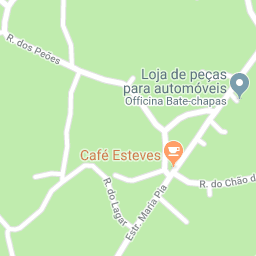 R. dos Peões
Loja de peças
para automóveis
Officina Bate-chapas
Café Esteves
R. do Lagar
Estr. Maria Pia
R. do Chão d